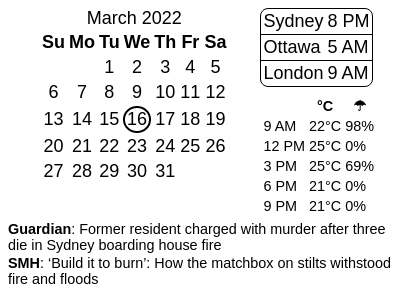 March 2022
Su Mo Tu We Th Fr Sa
1 2 3 4 5
6 7 8 9 10 11 12
13 14 15 16 17 18 19
20 21 22 23 24 25 26
27 28 29 30 31
Sydney 8 PM
Ottawa 5 AM
London 9 AM
°C ☂
9 AM 22°C 98%
12 PM 25°C 0%
3 PM 25°C 69%
6 PM 21°C 0%
9 PM 21°C 0%
Guardian: Former resident charged with murder after three
die in Sydney boarding house fire
SMH: ‘Build it to burn’: How the matchbox on stilts withstood
fire and floods